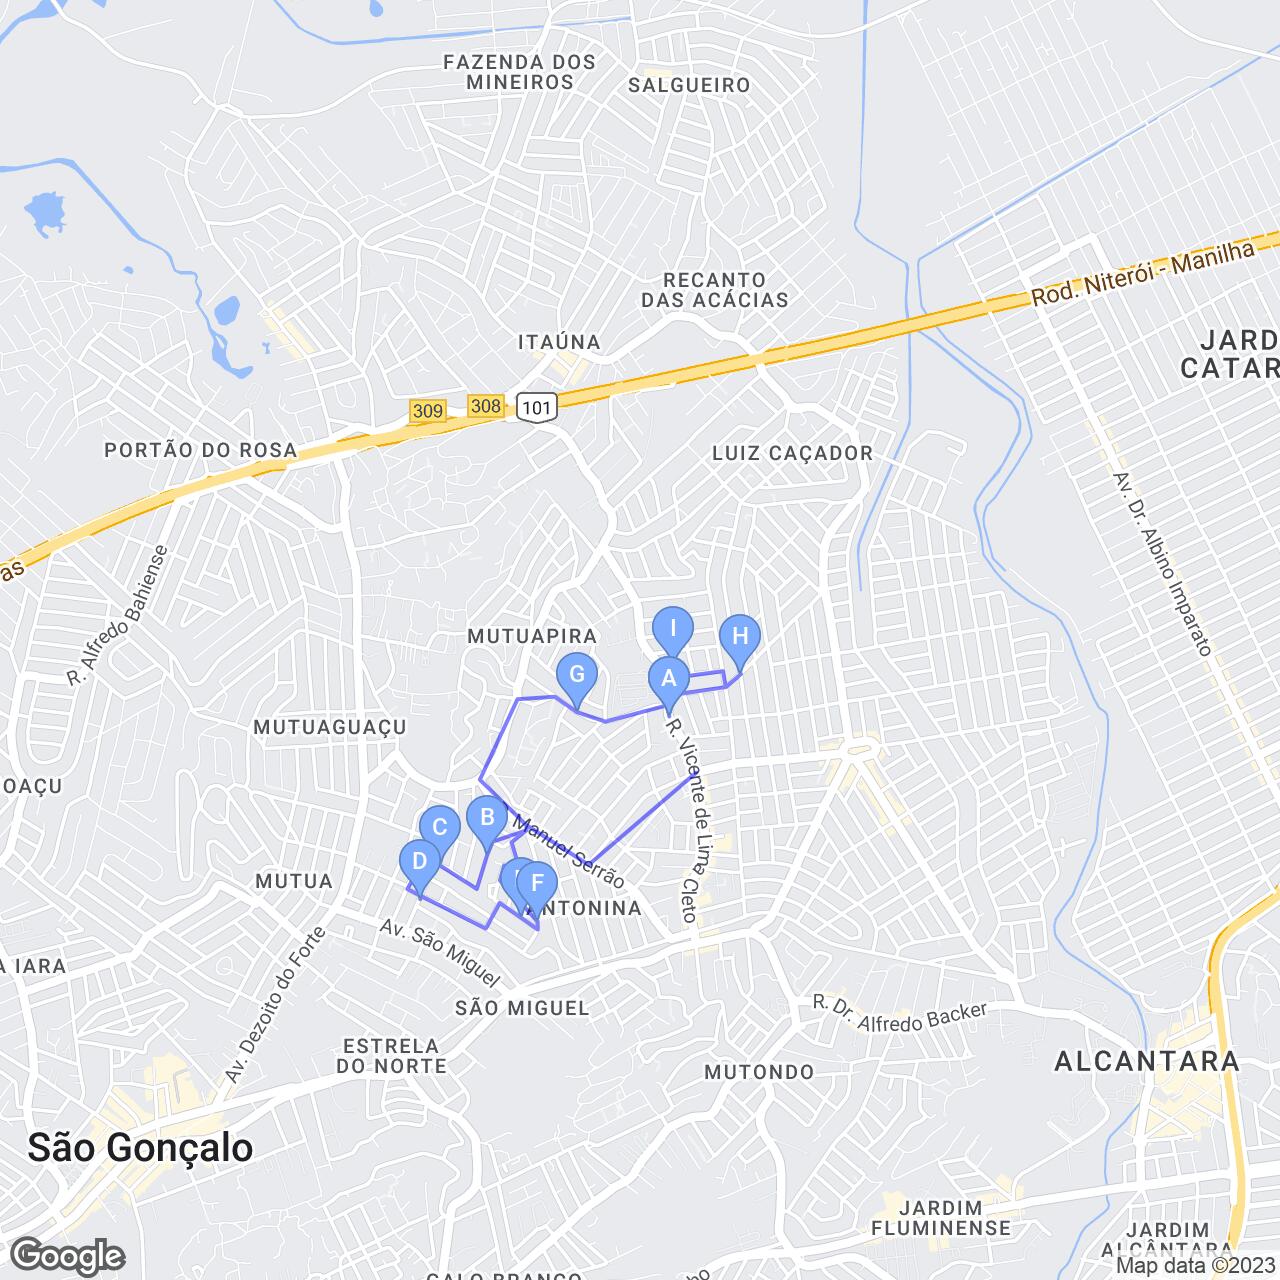 FAZENDA DOS
MINEIROS
SALGUEIRO
RECANTO
DAS ACÁCIAS
Rod. Niterói - Manilha
ITAÚNA
JARD
CATAR
101
308
309
PORTÃO DO ROSA
LUIZ CAÇADOR
Av. Dr. Albino Imparato
as
R. Alfredo Bahiense
MUTUAPIRA
I
H
G
A
MUTUAGUAÇU
R. Vicente de Lima Cleto
OAÇU
B
C
D
Manuel Serrão
F
ANTONINA
MUTUA
Av. São Miguel
A IARA
Av. Dezoito do Forte
SÃO MIGUEL
R. Dr. Alfredo Backer
ESTRELA
DO NORTE
MUTONDO
ALCANTARA
São Gonçalo
JARDIM
FLUMINENSE
JARDIM
ALCÂNTARA
Google
GALO BRANCO
ho
Map data ©2023